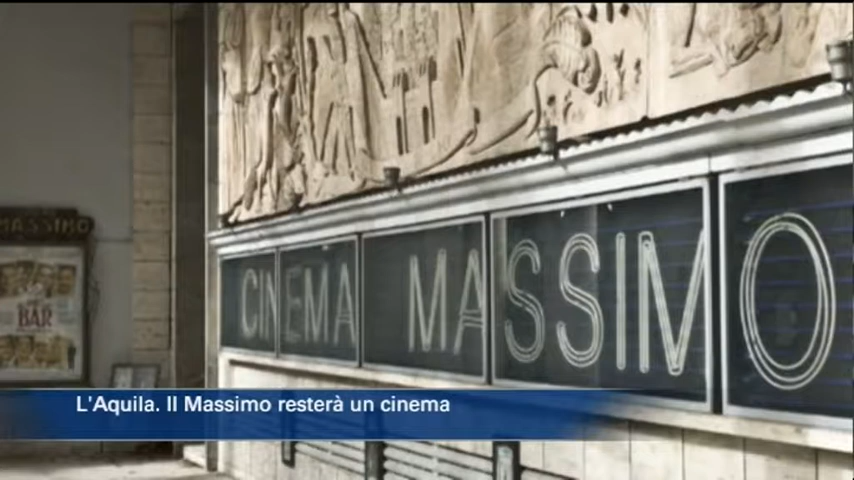 MASSIMO
BAR
CINEMA MASSIMO
L'Aquila. Il Massimo resterà un cinema